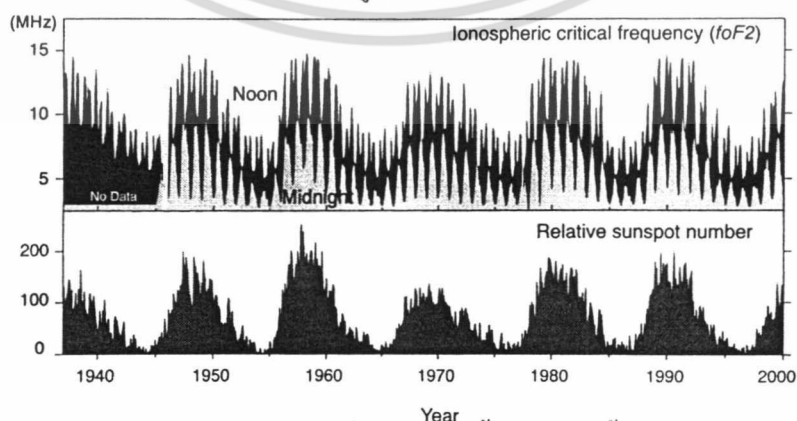 (MHz)
Ionospheric critical frequency (foF2)
15
Noon
10
5
No Data
Midnight
Relative sunspot number
200
100
0
1940 1950 1960 1970 1980 1990 2000
Year